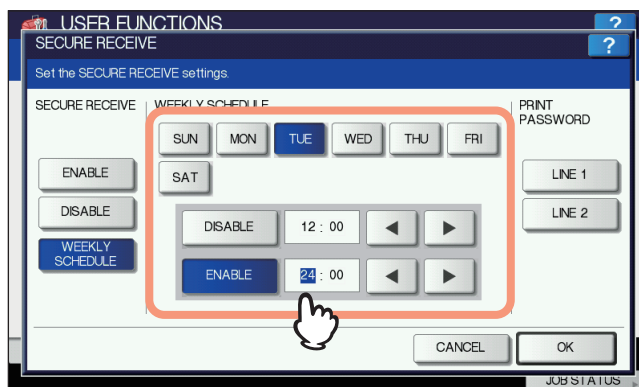 USER FUNCTIONS ?
SECURE RECEIVE ?
Set the SECURE RECEIVE settings.
SECURE RECEIVE
WEEKLY SCHEDULE
PRINT
PASSWORD
SUN MON TUE WED THU FRI
SAT
ENABLE
DISABLE
WEEKLY
SCHEDULE
DISABLE 12 : 00
ENABLE 24 : 00
LINE 1
LINE 2
CANCEL OK
JOB STATUS